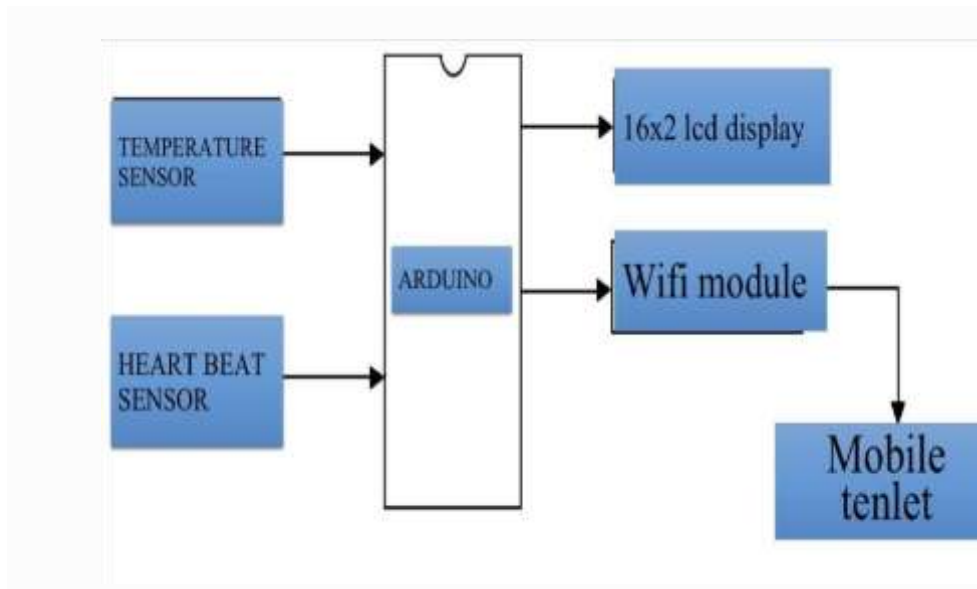 TEMPERATURE
SENSOR
HEART BEAT
SENSOR
ARDUINO
16x2 lcd display
Wifi module
Mobile
tenlet